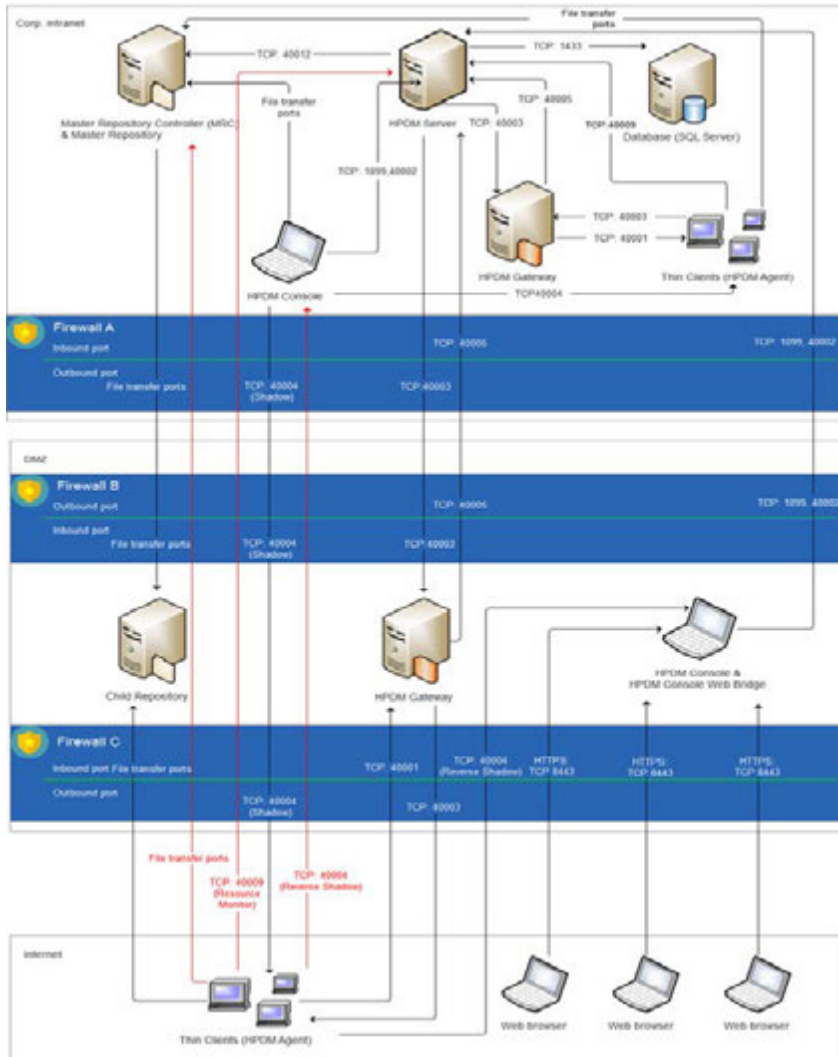 Corp. intranet
File transfer
ports
TCP: 40012
TCP: 1433
File transfer
ports
TCP: 40005
TCP: 40003
TCP:40009
Master Repository Controller (MRC)
& Master Repository
HPDM Server
Database (SQL Server)
TCP: 1099,40002
TCP: 40003
TCP: 40001
HPDM Console
HPDM Gateway
Thin Clients (HPDM Agent)
TCP40004
Firewall A
Inbound port
Outbound port
TCP: 1099, 40002
File transfer ports
TCP: 40004
(Shadow)
TCP:40003
DMZ
Firewall B
Outbound port
Inbound port
TCP: 1099, 40002
File transfer ports
TCP: 40004
(Shadow)
TCP:40003
Child Repository
HPDM Gateway
HPDM Console &
HPDM Console Web Bridge
Firewall C
Inbound port
File transfer ports
TCP: 40001
TCP: 40004
(Reverse Shadow)
HTTPS:
TCP:8443
HTTPS:
TCP:8443
HTTPS:
TCP:8443
Outbound port
TCP: 40004
(Shadow)
TCP: 40003
File transfer ports
TCP: 40009
(Resource
Monitor)
TCP: 40004
(Reverse Shadow)
Internet
Thin Clients (HPDM Agent)
Web browser
Web browser
Web browser